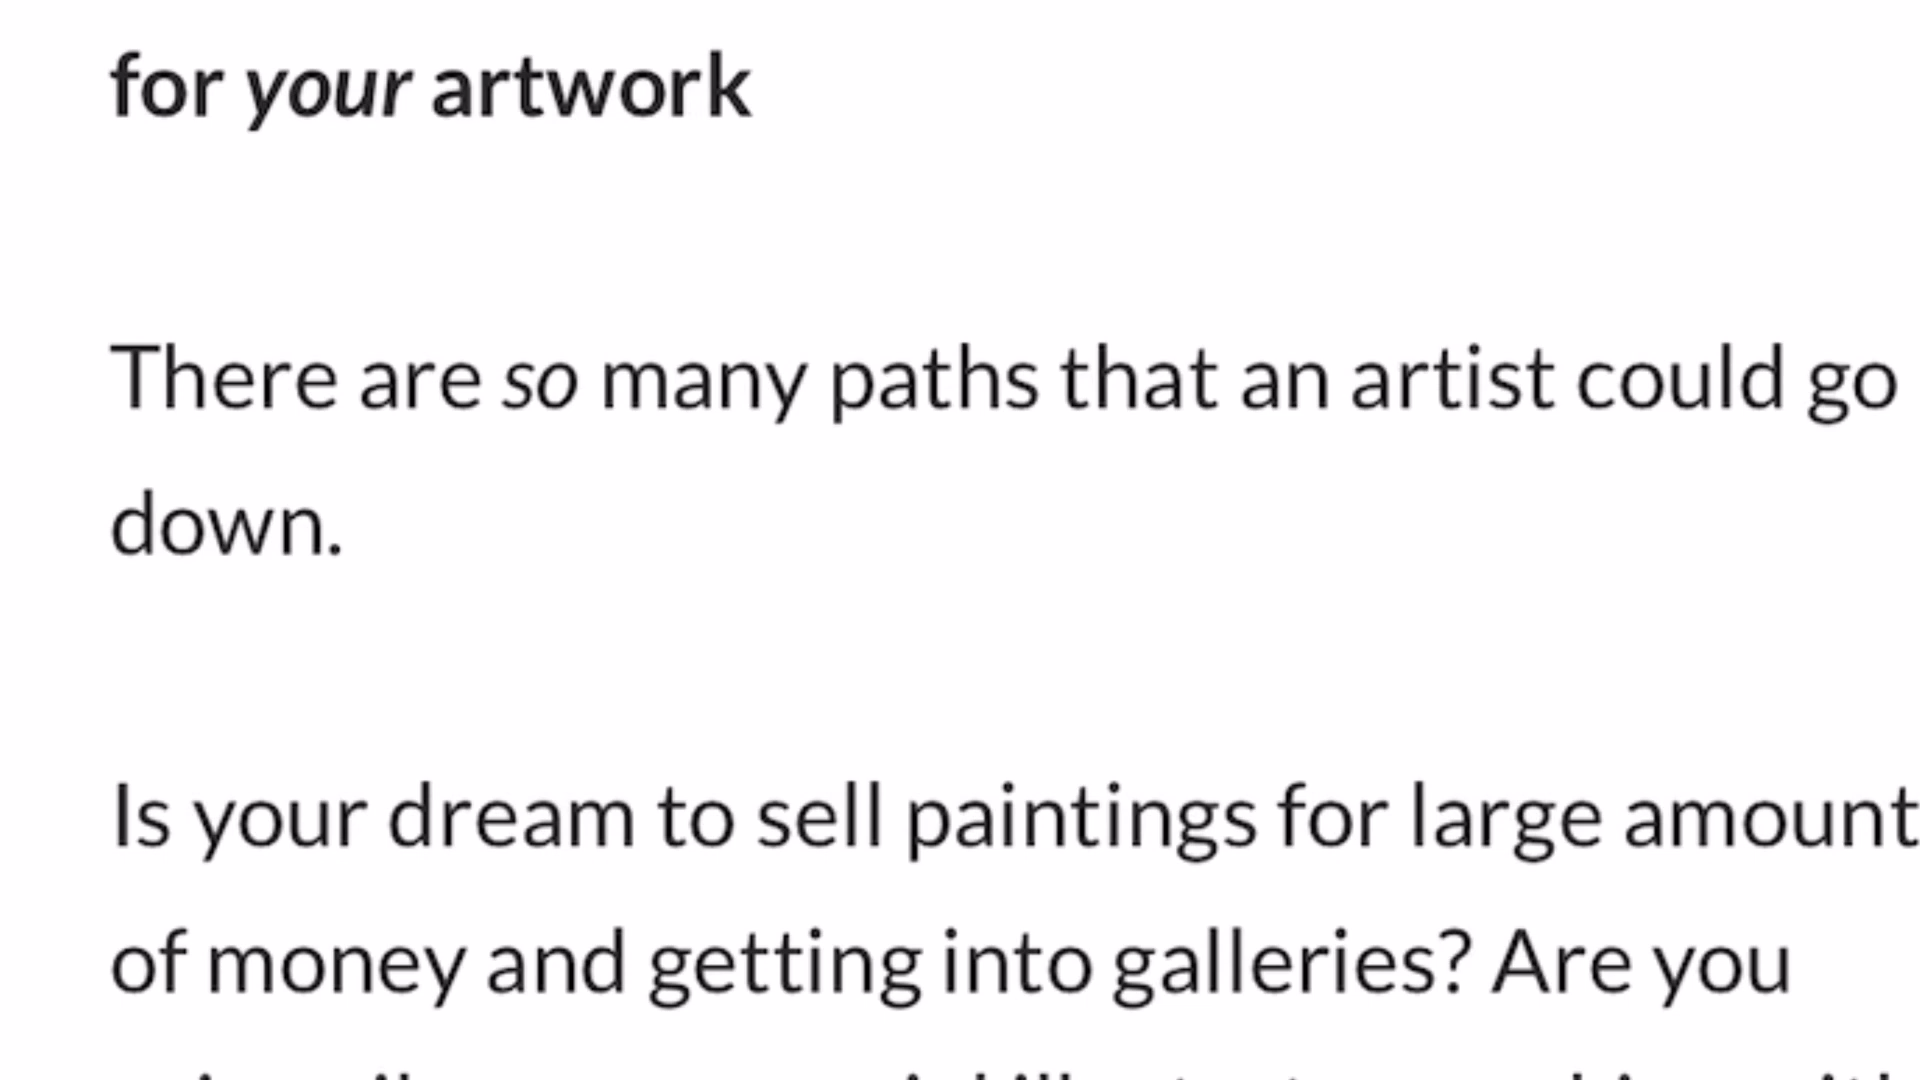 for your artwork
There are so many paths that an artist could go
down.
Is your dream to sell paintings for large amount
of money and getting into galleries? Are you